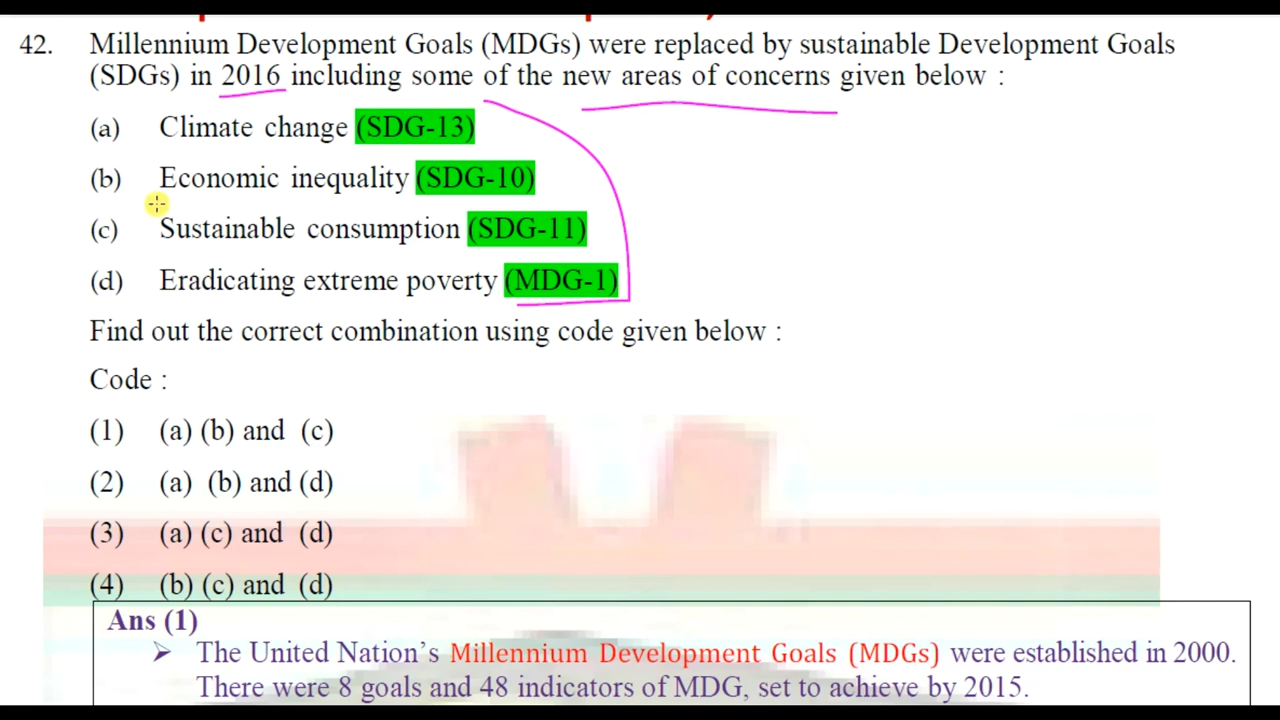 42. Millennium Development Goals (MDGs) were replaced by sustainable Development Goals
(SDGs) in 2016 including some of the new areas of concerns given below :
(a) Climate change (SDG-13)
(b) Economic inequality (SDG-10)
(c) Sustainable consumption (SDG-11)
(d) Eradicating extreme poverty (MDG-1)
Find out the correct combination using code given below :
Code :
(1) (a) (b) and (c)
(2) (a) (b) and (d)
(3) (a) (c) and (d)
(4) (b) (c) and (d)
Ans (1)
➢ The United Nation's Millennium Development Goals (MDGs) were established in 2000.
There were 8 goals and 48 indicators of MDG, set to achieve by 2015.